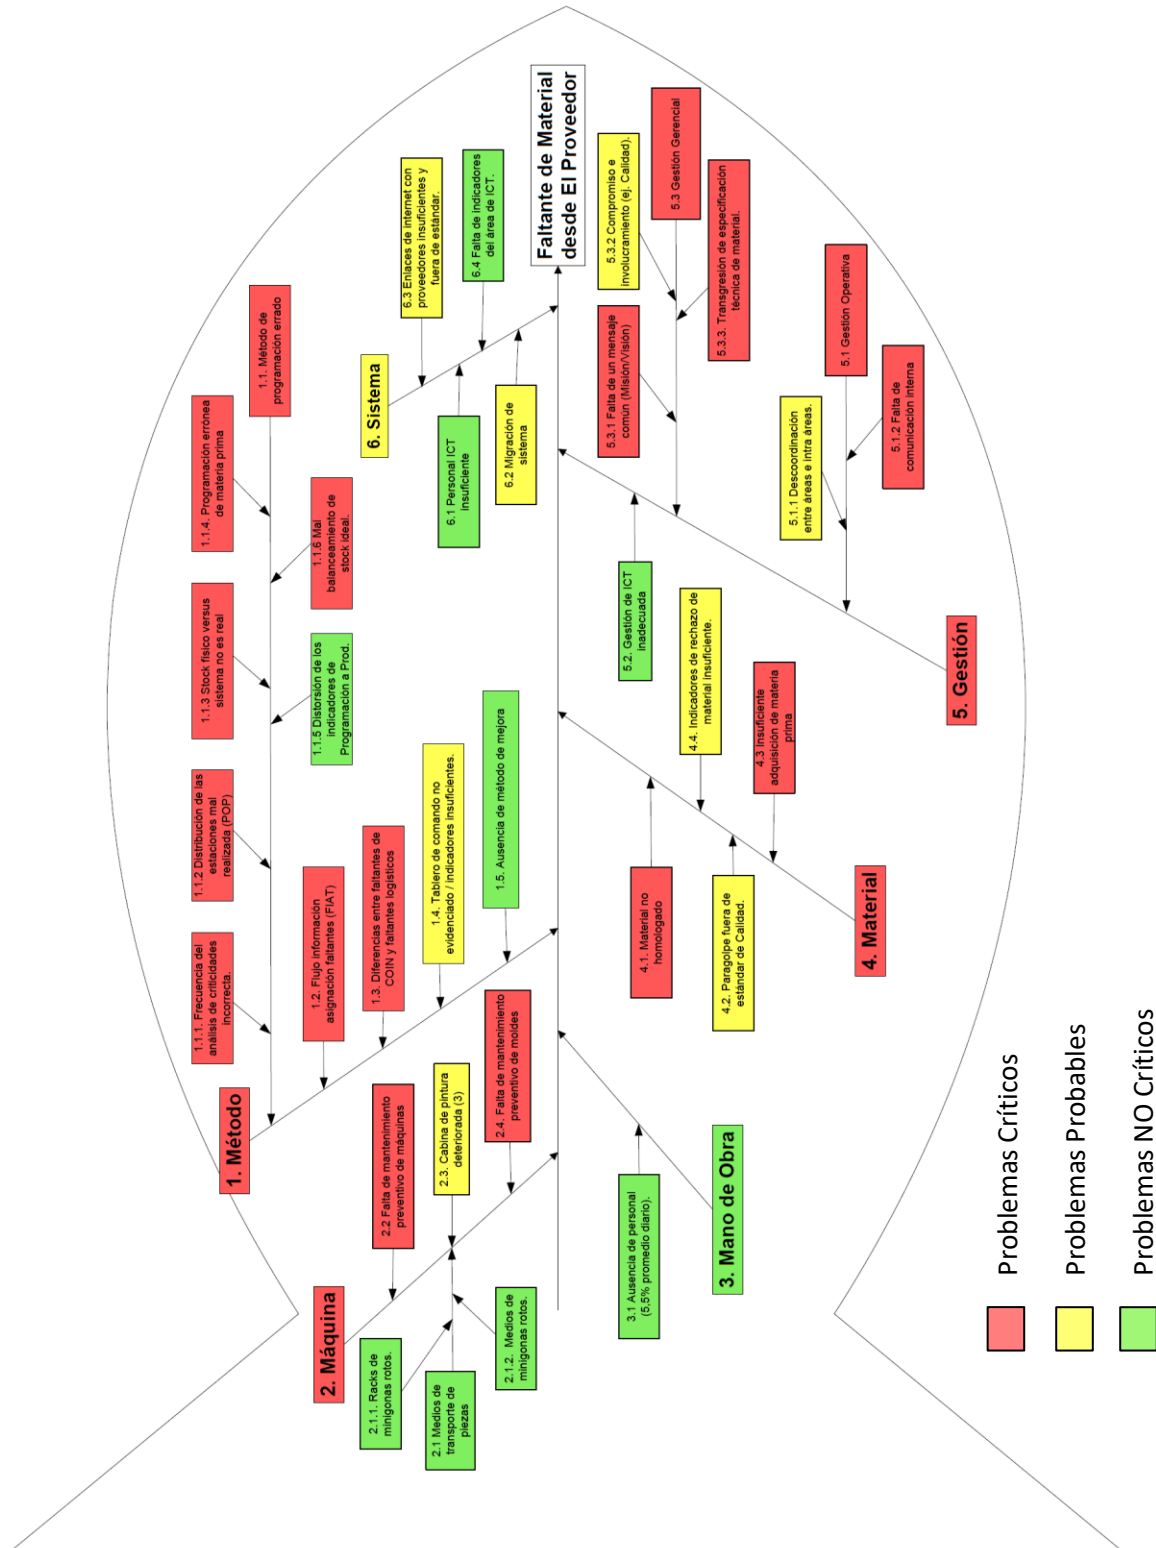 1. Método
1.1. Método de
programación errado
1.1.1. Frecuencia del
análisis de criticidades
incorrecta.
1.1.2 Distribución de las
estaciones mal
realizada (POP)
1.1.3 Stock físico versus
sistema no es real
1.1.4. Programación errónea
de materia prima
1.1.5 Distorsión de los
indicadores de
Programación a Prod.
1.1.6 Mal
balanceamiento de
stock ideal.
1.2. Flujo información
asignación faltantes (FIAT)
1.3. Diferencias entre faltantes de
COIN y faltantes logísticos
1.4. Tablero de comando no
evidenciado / Indicadores insuficientes.
1.5. Ausencia de método de mejora
2. Máquina
2.1.1. Racks de
minigonas rotos.
2.1 Medios de
transporte de
piezas
2.1.2. Medios de
minigonas rotos.
2.2 Falta de mantenimiento
preventivo de máquinas
2.3. Cabina de pintura
deteriorada (3)
2.4. Falta de mantenimiento
preventivo de moldes
6. Sistema
6.1 Personal ICT
insuficiente
6.2 Migración de
sistema
6.3 Enlaces de internet con
proveedores insuficientes y
fuera de estándar.
6.4 Falta de indicadores
del área de ICT.
Faltante de Material
desde El Proveedor
3. Mano de Obra
3.1 Ausencia de personal
(5,5% promedio diario).
4. Material
4.1. Material no
homologado
4.2. Paragolpe fuera de
estándar de Calidad.
4.3 Insuficiente
adquisición de materia
prima
4.4. Indicadores de rechazo de
material insuficiente.
5. Gestión
5.1 Gestión Operativa
5.1.1 Descoordinación
entre áreas e intra áreas.
5.1.2 Falta de
comunicación interna
5.2. Gestión de ICT
inadecuada
5.3 Gestión Gerencial
5.3.1 Falta de un mensaje
común (Misión/Visión)
5.3.2 Compromiso e
involucramiento (ej. Calidad).
5.3.3. Transgresión de especificación
técnica de material.
Problemas Críticos
Problemas Probables
Problemas NO Críticos